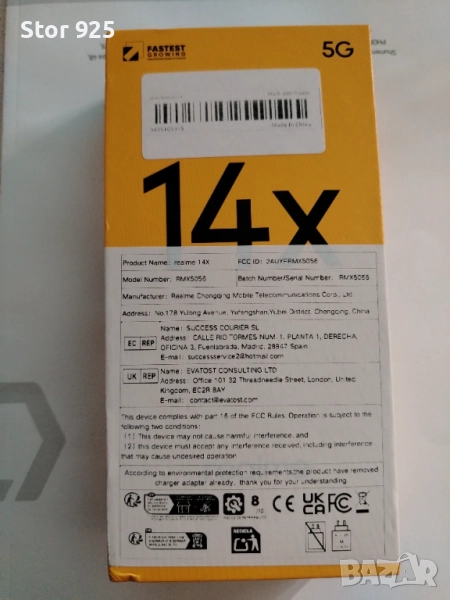 Stor 925
FASTEST
GROWING
5G
Made in China
14x
Product Name: realme 14X
FCC ID: 2AUYFRMX5056
Model Number: RMX5056
Batch Number/Serial Number: RMX5056
Manufacturer: Realme Chongqing Mobile Telecommunications Corp., Ltd.
Address: No.178 Yulong Avenue, Yufengshan,Yubei District, Chongqing, China
EC REP
Name: SUCCESS COURIER SL
Address: CALLE RIO TORMES NUM. 1, PLANTA 1, DERECHA,
OFICINA 3, Fuenlabrada, Madrid, 28947 Spain
E-mail: successservice2@hotmail.com
UK REP
Name: EVATOST CONSULTING LTD
Address: Office 101 32 Threadneedle Street, London, United
Kingdom, EC2R 8AY
E-mail: contact@evatost.com
This device complies with part 15 of the FCC Rules. Operation is subject to the
following two conditions:
(1) This device may not cause harmful interference, and
(2) this device must accept any interference received, including interference
that may cause undesired operation
According to environmental protection requirements,the product have removed
charger adapter already, thank you for your understanding
8
CE UKCA FC
RECICLA
BAZAR